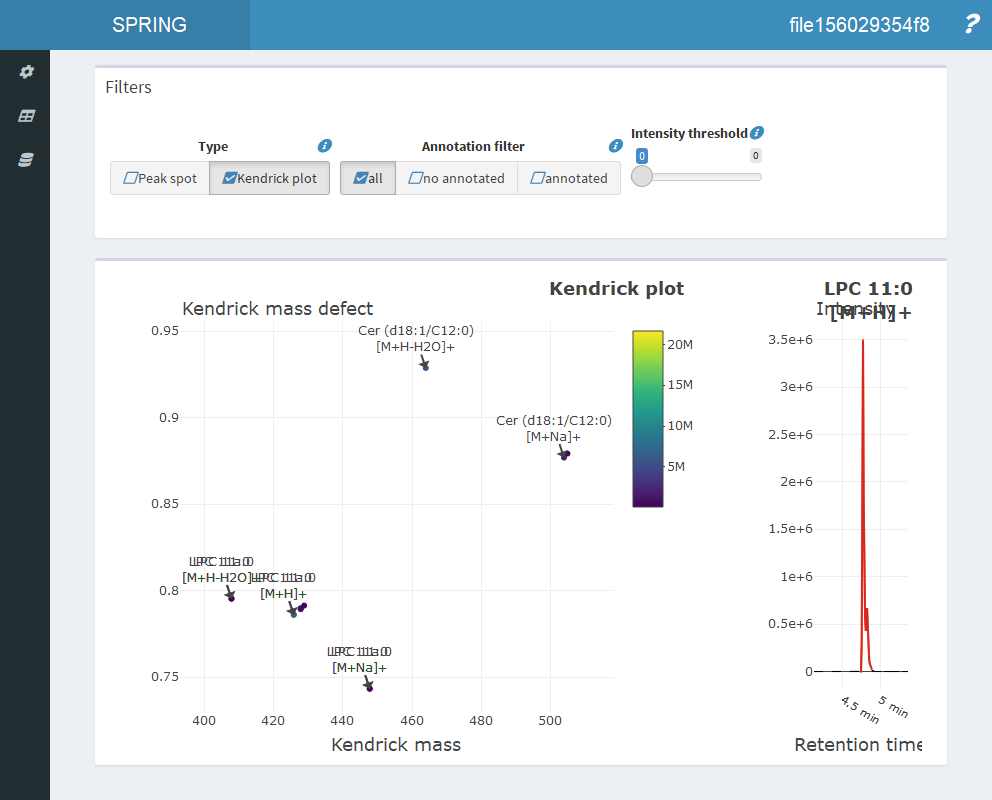 SPRING
file156029354f8
?
Filters
Type
Annotation filter
Intensity threshold
Peak spot
Kendrick plot
all
no annotated
annotated
0
0
Kendrick plot
Kendrick mass defect
0.95
0.9
0.85
0.8
0.75
Cer (d18:1/C12:0)
[M+H-H2O]+
Cer (d18:1/C12:0)
[M+Na]+
LPC 11:0
[M+H-H2O]+
LPC 11:0
[M+H]+
LPC 11:0
[M+Na]+
400
420
440
460
480
500
Kendrick mass
20M
15M
10M
5M
LPC 11:0
[M+H]+
Intensity
3.5e+6
3e+6
2.5e+6
2e+6
1.5e+6
1e+6
0.5e+6
0
4.5 min
5 min
Retention time